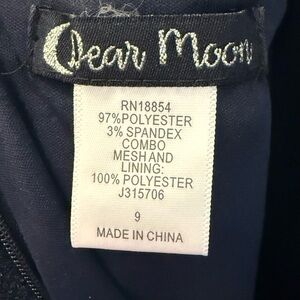 Dear Moon
RN18854
97%POLYESTER
3% SPANDEX
COMBO
MESH AND
LINING:
100% POLYESTER
J315706
9
MADE IN CHINA